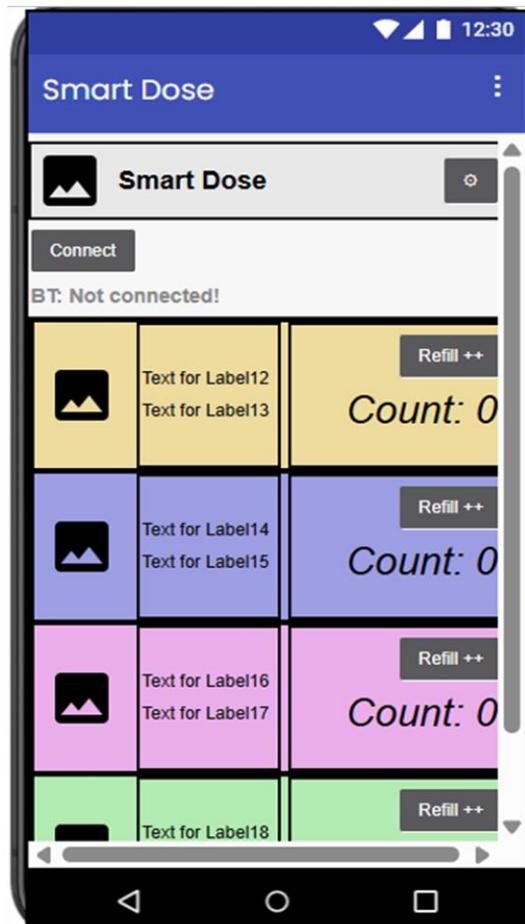 12:30
Smart Dose
Smart Dose
Connect
BT: Not connected!
Refill ++
Text for Label12
Text for Label13
Count: 0
Refill ++
Text for Label14
Text for Label15
Count: 0
Refill ++
Text for Label16
Text for Label17
Count: 0
Refill ++
Text for Label18